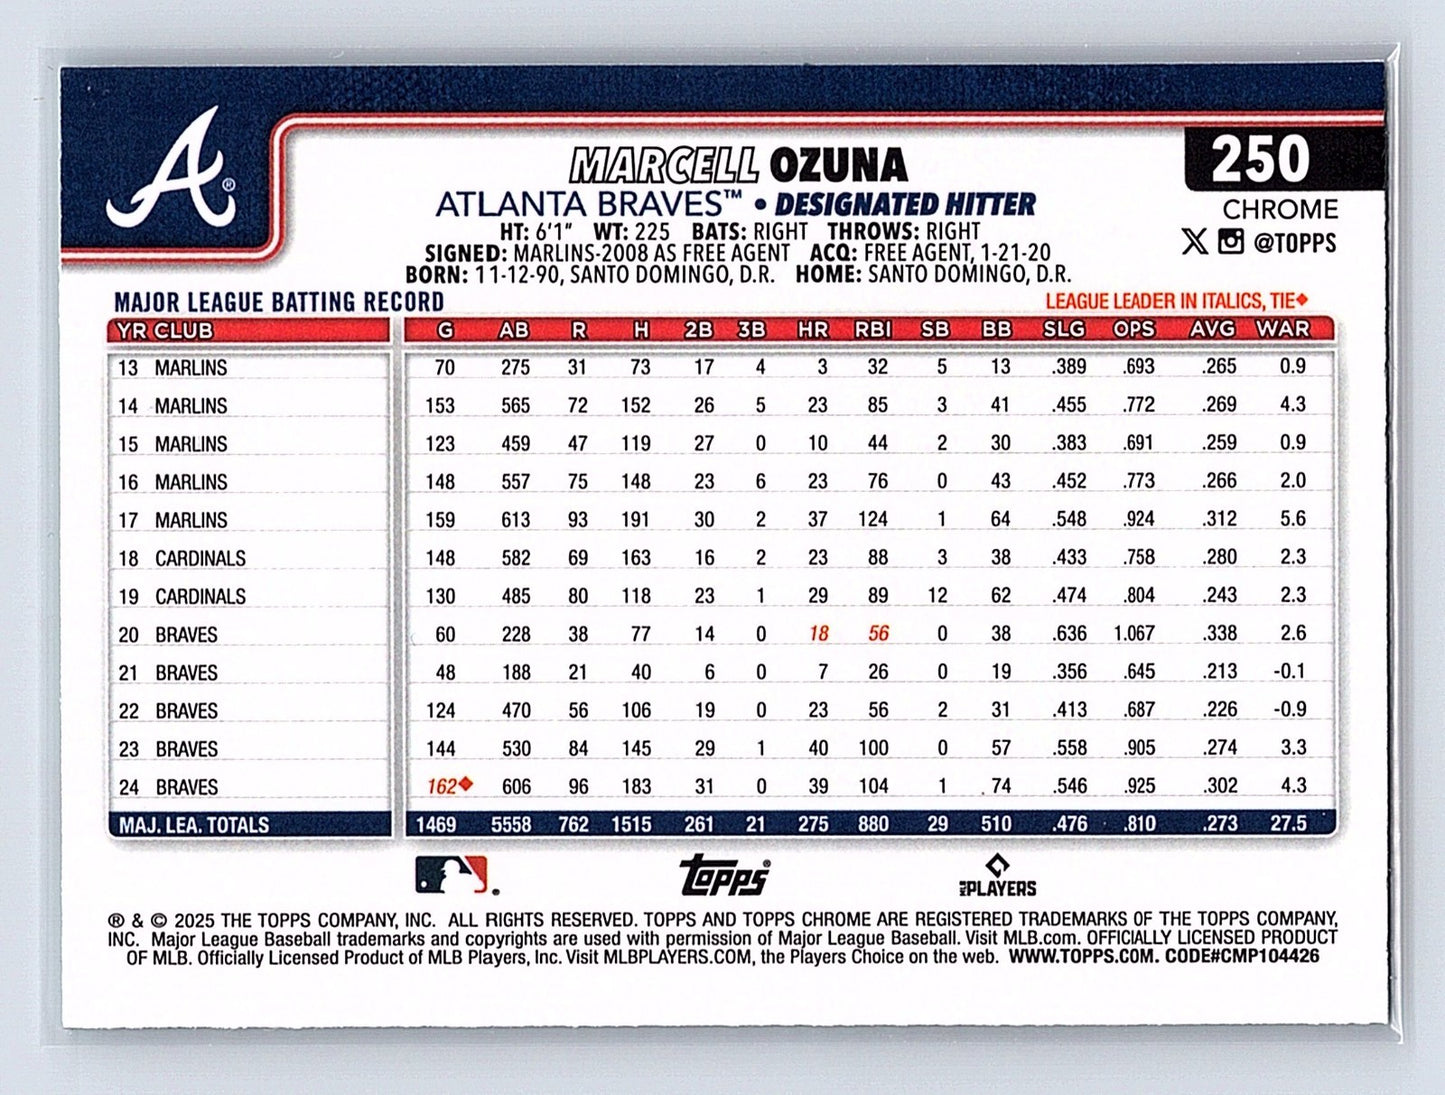 A®
250
MARCELL OZUNA
CHROME
ATLANTA BRAVES™ • DESIGNATED HITTER
@TOPPS
HT: 6'1" WT: 225 BATS: RIGHT THROWS: RIGHT
SIGNED: MARLINS-2008 AS FREE AGENT ACQ: FREE AGENT, 1-21-20
BORN: 11-12-90, SANTO DOMINGO, D.R. HOME: SANTO DOMINGO, D.R.
MAJOR LEAGUE BATTING RECORD LEAGUE LEADER IN ITALICS, TIE♦
YR CLUB G AB R H 2B 3B HR RBI SB BB SLG OPS AVG WAR
13 MARLINS 70 275 31 73 17 4 3 32 5 13 .389 .693 .265 0.9
14 MARLINS 153 565 72 152 26 5 23 85 3 41 .455 .772 .269 4.3
15 MARLINS 123 459 47 119 27 0 10 44 2 30 .383 .691 .259 0.9
16 MARLINS 148 557 75 148 23 6 23 76 0 43 .452 .773 .266 2.0
17 MARLINS 159 613 93 191 30 2 37 124 1 64 .548 .924 .312 5.6
18 CARDINALS 148 582 69 163 16 2 23 88 3 38 .433 .758 .280 2.3
19 CARDINALS 130 485 80 118 23 1 29 89 12 62 .474 .804 .243 2.3
20 BRAVES 60 228 38 77 14 0 18 56 0 38 .636 1.067 .338 2.6
21 BRAVES 48 188 21 40 6 0 7 26 0 19 .356 .645 .213 -0.1
22 BRAVES 124 470 56 106 19 0 23 56 2 31 .413 .687 .226 -0.9
23 BRAVES 144 530 84 145 29 1 40 100 0 57 .558 .905 .274 3.3
24 BRAVES 162♦ 606 96 183 31 0 39 104 1 74 .546 .925 .302 4.3
MAJ. LEA. TOTALS 1469 5558 762 1515 261 21 275 880 29 510 .476 .810 .273 27.5
topps® MLB PLAYERS
® & © 2025 THE TOPPS COMPANY, INC. ALL RIGHTS RESERVED. TOPPS AND TOPPS CHROME ARE REGISTERED TRADEMARKS OF THE TOPPS COMPANY,
INC. Major League Baseball trademarks and copyrights are used with permission of Major League Baseball. Visit MLB.com. OFFICIALLY LICENSED PRODUCT
OF MLB. Officially Licensed Product of MLB Players, Inc. Visit MLBPLAYERS.COM, the Players Choice on the web. WWW.TOPPS.COM. CODE#CMP104426